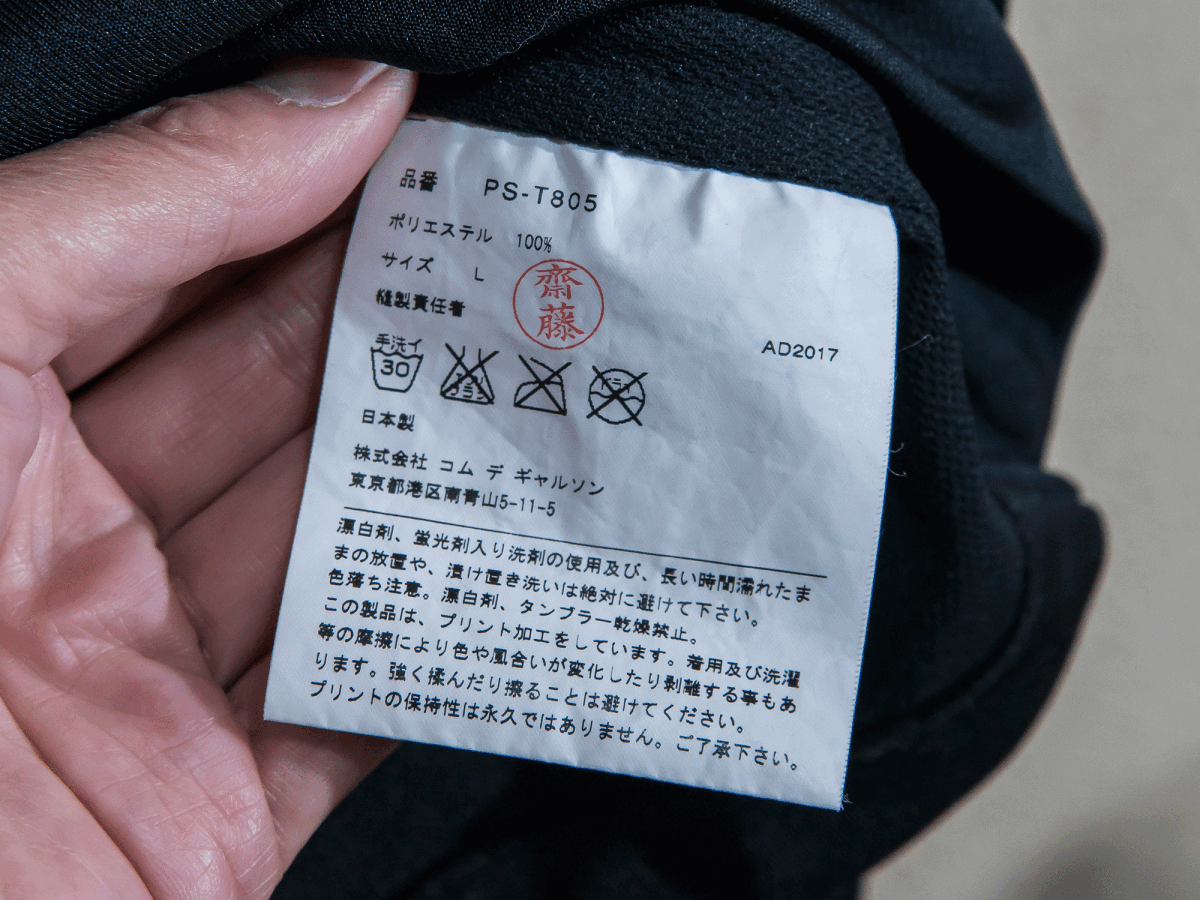 品番 PS-T805
ポリエステル 100%
サイズ L
縫製責任者 齋藤
AD2017
手洗イ
30
エンソ
サラシ
ドライ
日本製
株式会社 コム デ ギャルソン
東京都港区南青山5-11-5
漂白剤、蛍光剤入り洗剤の使用及び、長い時間濡れたま
まの放置や、漬け置き洗いは絶対に避けて下さい。
色落ち注意。漂白剤、タンブラー乾燥禁止。
この製品は、プリント加工をしています。着用及び洗濯
等の摩擦により色や風合いが変化したり剥離する事もあ
ります。強く揉んだり擦ることは避けてください。
プリントの保持性は永久ではありません。ご了承下さい。